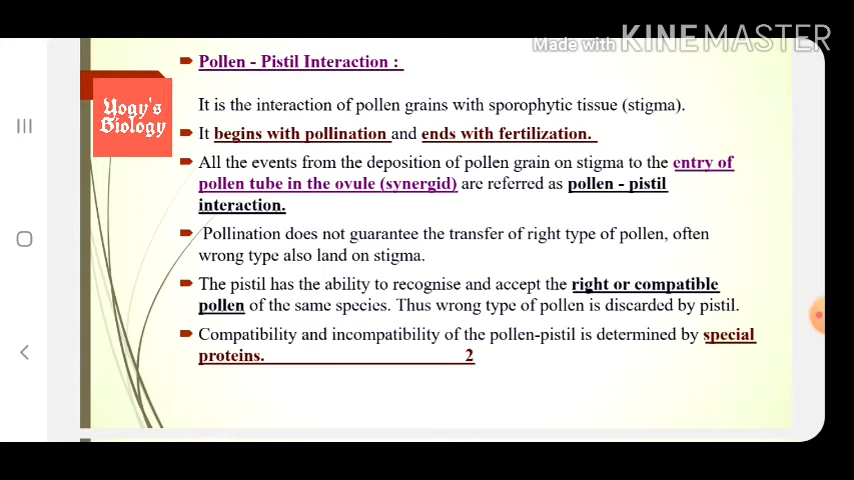 Made with KINEMASTER
Pollen - Pistil Interaction :
Yogy's
Biology
It is the interaction of pollen grains with sporophytic tissue (stigma).
It begins with pollination and ends with fertilization.
All the events from the deposition of pollen grain on stigma to the entry of
pollen tube in the ovule (synergid) are referred as pollen - pistil
interaction.
Pollination does not guarantee the transfer of right type of pollen, often
wrong type also land on stigma.
The pistil has the ability to recognise and accept the right or compatible
pollen of the same species. Thus wrong type of pollen is discarded by pistil.
Compatibility and incompatibility of the pollen-pistil is determined by special
proteins. 2